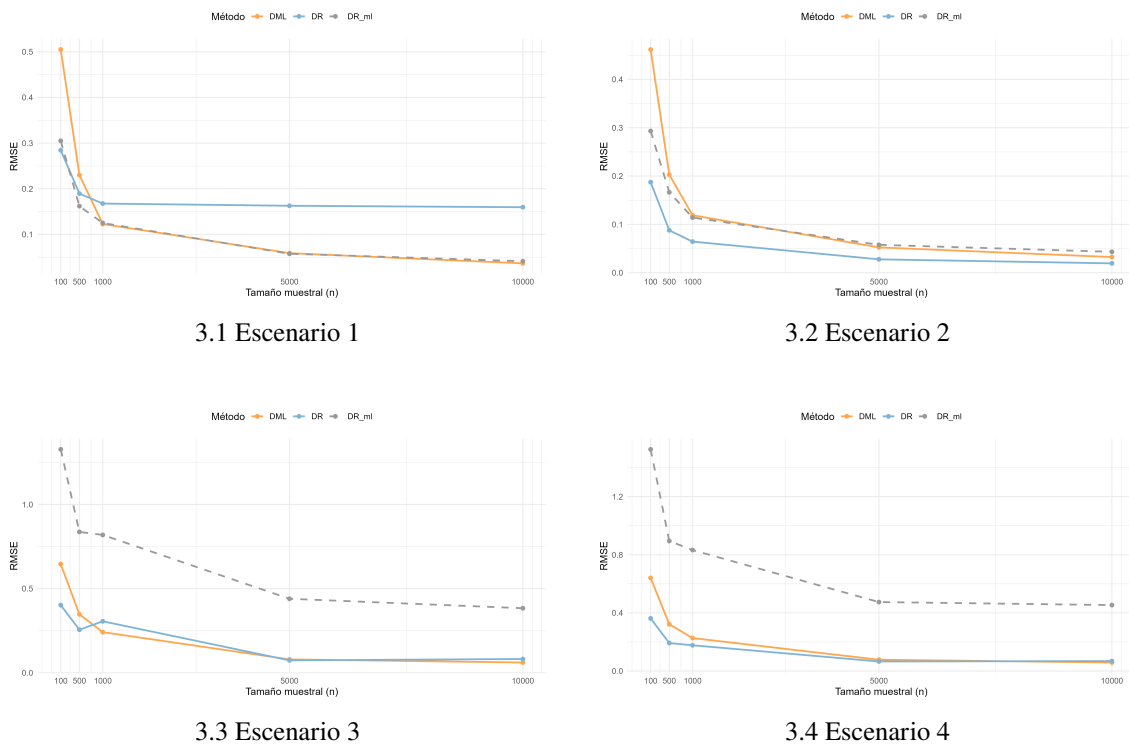 Método DML DR DR_ml
0.5
0.4
0.3
0.2
0.1
RMSE
100 500 1000 5000 10000
Tamaño muestral (n)
3.1 Escenario 1
Método DML DR DR_ml
0.4
0.3
0.2
0.1
0.0
RMSE
100 500 1000 5000 10000
Tamaño muestral (n)
3.2 Escenario 2
Método DML DR DR_ml
1.0
0.5
0.0
RMSE
100 500 1000 5000 10000
Tamaño muestral (n)
3.3 Escenario 3
Método DML DR DR_ml
1.2
0.8
0.4
0.0
RMSE
100 500 1000 5000 10000
Tamaño muestral (n)
3.4 Escenario 4